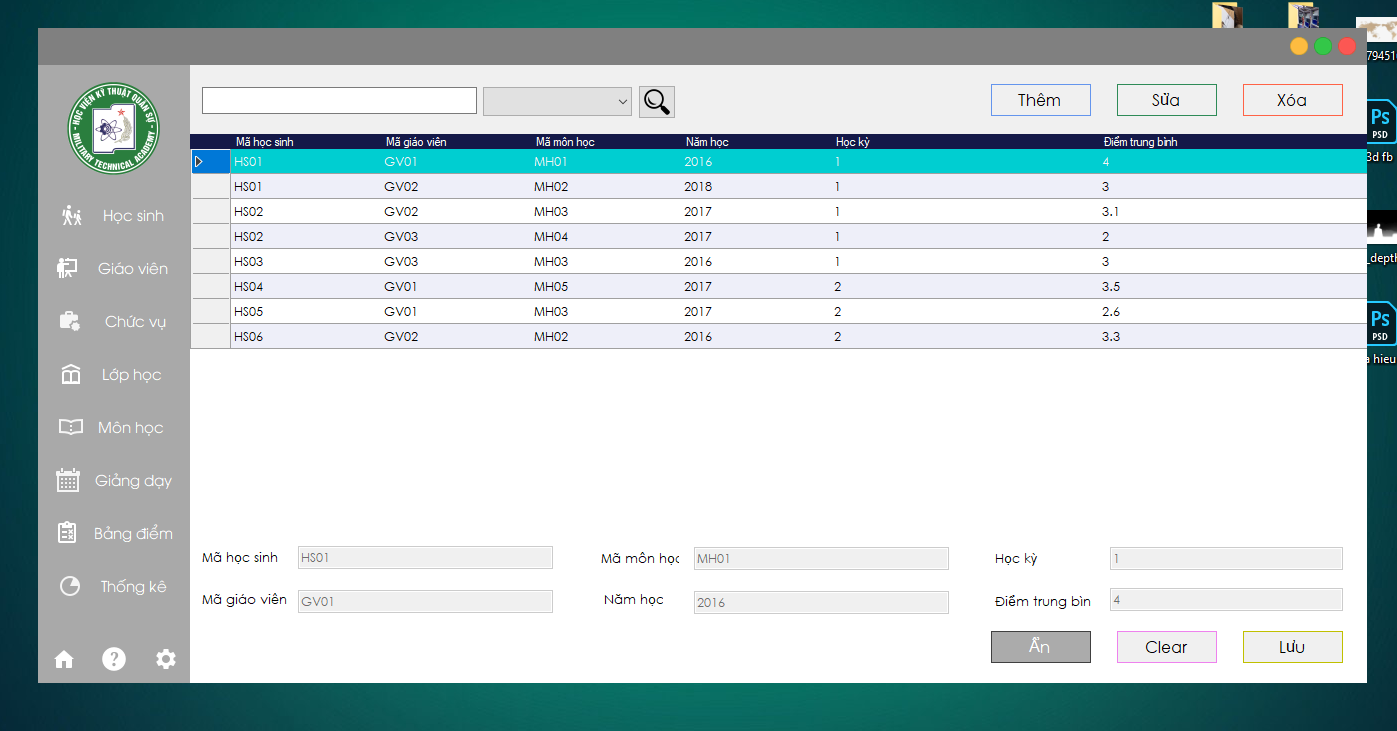 79451
HỌC VIỆN KỸ THUẬT QUÂN SỰ
MILITARY TECHNICAL ACADEMY
Thêm
Sửa
Xóa
Ps
PSD
3d fb
Mã học sinh Mã giáo viên Mã môn học Năm học Học kỳ Điểm trung bình
HS01 GV01 MH01 2016 1 4
HS01 GV02 MH02 2018 1 3
HS02 GV02 MH03 2017 1 3.1
HS02 GV03 MH04 2017 1 2
HS03 GV03 MH03 2016 1 3
HS04 GV01 MH05 2017 2 3.5
HS05 GV01 MH03 2017 2 2.6
HS06 GV02 MH02 2016 2 3.3
_depth
Ps
PSD
a hieu
Học sinh
Giáo viên
Chức vụ
Lớp học
Môn học
Giảng dạy
Bảng điểm
Thống kê
?
Mã học sinh HS01 Mã môn học MH01 Học kỳ 1
Mã giáo viên GV01 Năm học 2016 Điểm trung bìn 4
Ẩn
Clear
Lưu